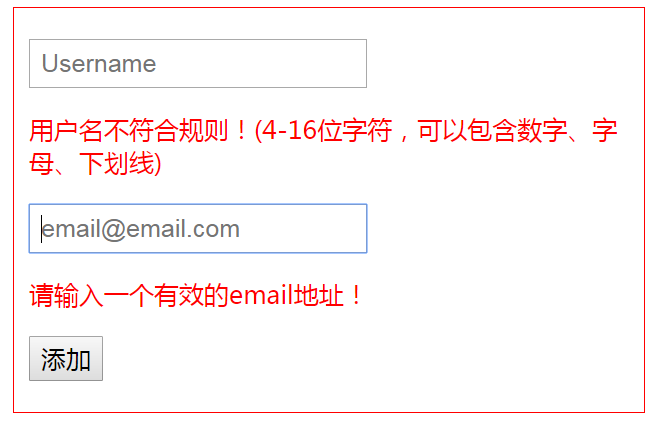 Username
用户名不符合规则！(4-16位字符，可以包含数字、字
母、下划线)
email@email.com
请输入一个有效的email地址！
添加